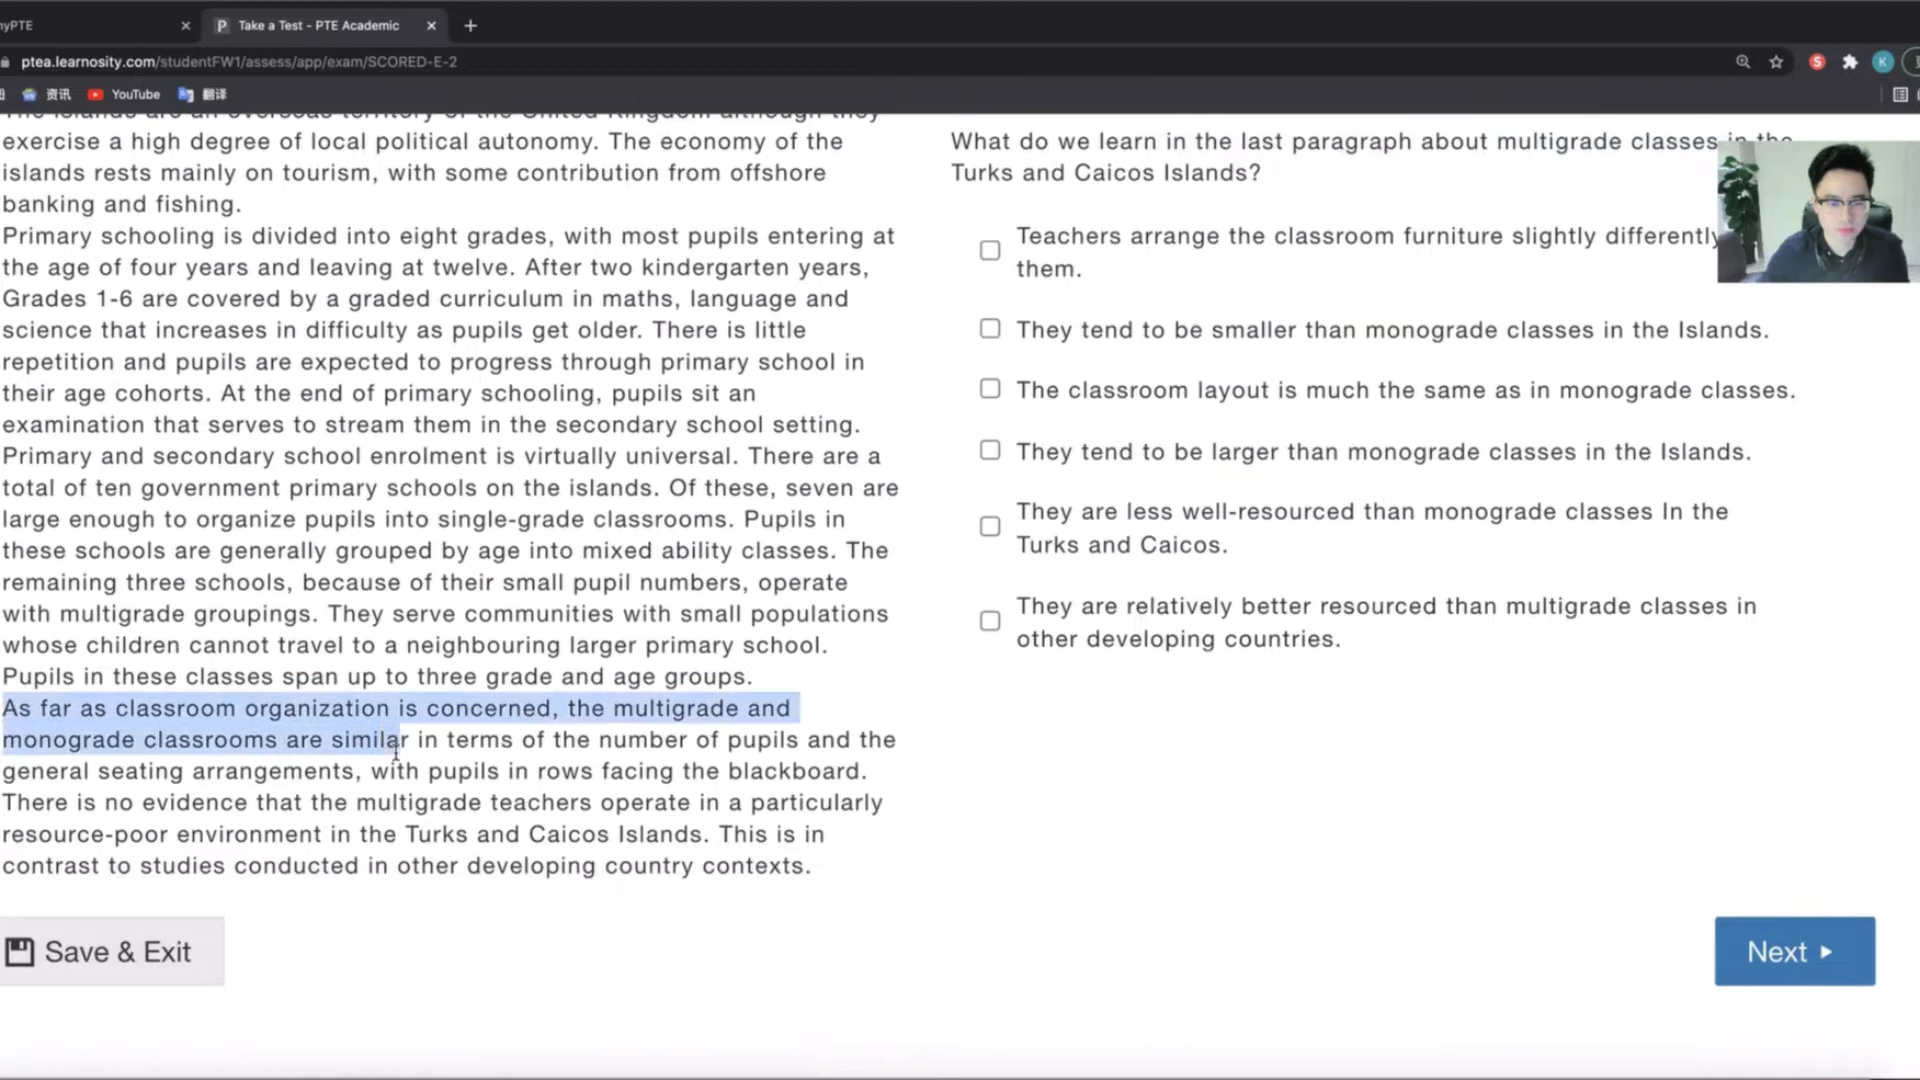 nyPTE
Take a Test - PTE Academic
ptea.learnosity.com/studentFW1/assess/app/exam/SCORED-E-2
S
K
资讯
YouTube
翻译
The islands are an overseas territory of the United Kingdom although they
exercise a high degree of local political autonomy. The economy of the
islands rests mainly on tourism, with some contribution from offshore
banking and fishing.
Primary schooling is divided into eight grades, with most pupils entering at
the age of four years and leaving at twelve. After two kindergarten years,
Grades 1-6 are covered by a graded curriculum in maths, language and
science that increases in difficulty as pupils get older. There is little
repetition and pupils are expected to progress through primary school in
their age cohorts. At the end of primary schooling, pupils sit an
examination that serves to stream them in the secondary school setting.
Primary and secondary school enrolment is virtually universal. There are a
total of ten government primary schools on the islands. Of these, seven are
large enough to organize pupils into single-grade classrooms. Pupils in
these schools are generally grouped by age into mixed ability classes. The
remaining three schools, because of their small pupil numbers, operate
with multigrade groupings. They serve communities with small populations
whose children cannot travel to a neighbouring larger primary school.
Pupils in these classes span up to three grade and age groups.
As far as classroom organization is concerned, the multigrade and
monograde classrooms are similar in terms of the number of pupils and the
general seating arrangements, with pupils in rows facing the blackboard.
There is no evidence that the multigrade teachers operate in a particularly
resource-poor environment in the Turks and Caicos Islands. This is in
contrast to studies conducted in other developing country contexts.
What do we learn in the last paragraph about multigrade classes in the
Turks and Caicos Islands?
Teachers arrange the classroom furniture slightly differently
them.
They tend to be smaller than monograde classes in the Islands.
The classroom layout is much the same as in monograde classes.
They tend to be larger than monograde classes in the Islands.
They are less well-resourced than monograde classes In the
Turks and Caicos.
They are relatively better resourced than multigrade classes in
other developing countries.
Save & Exit
Next